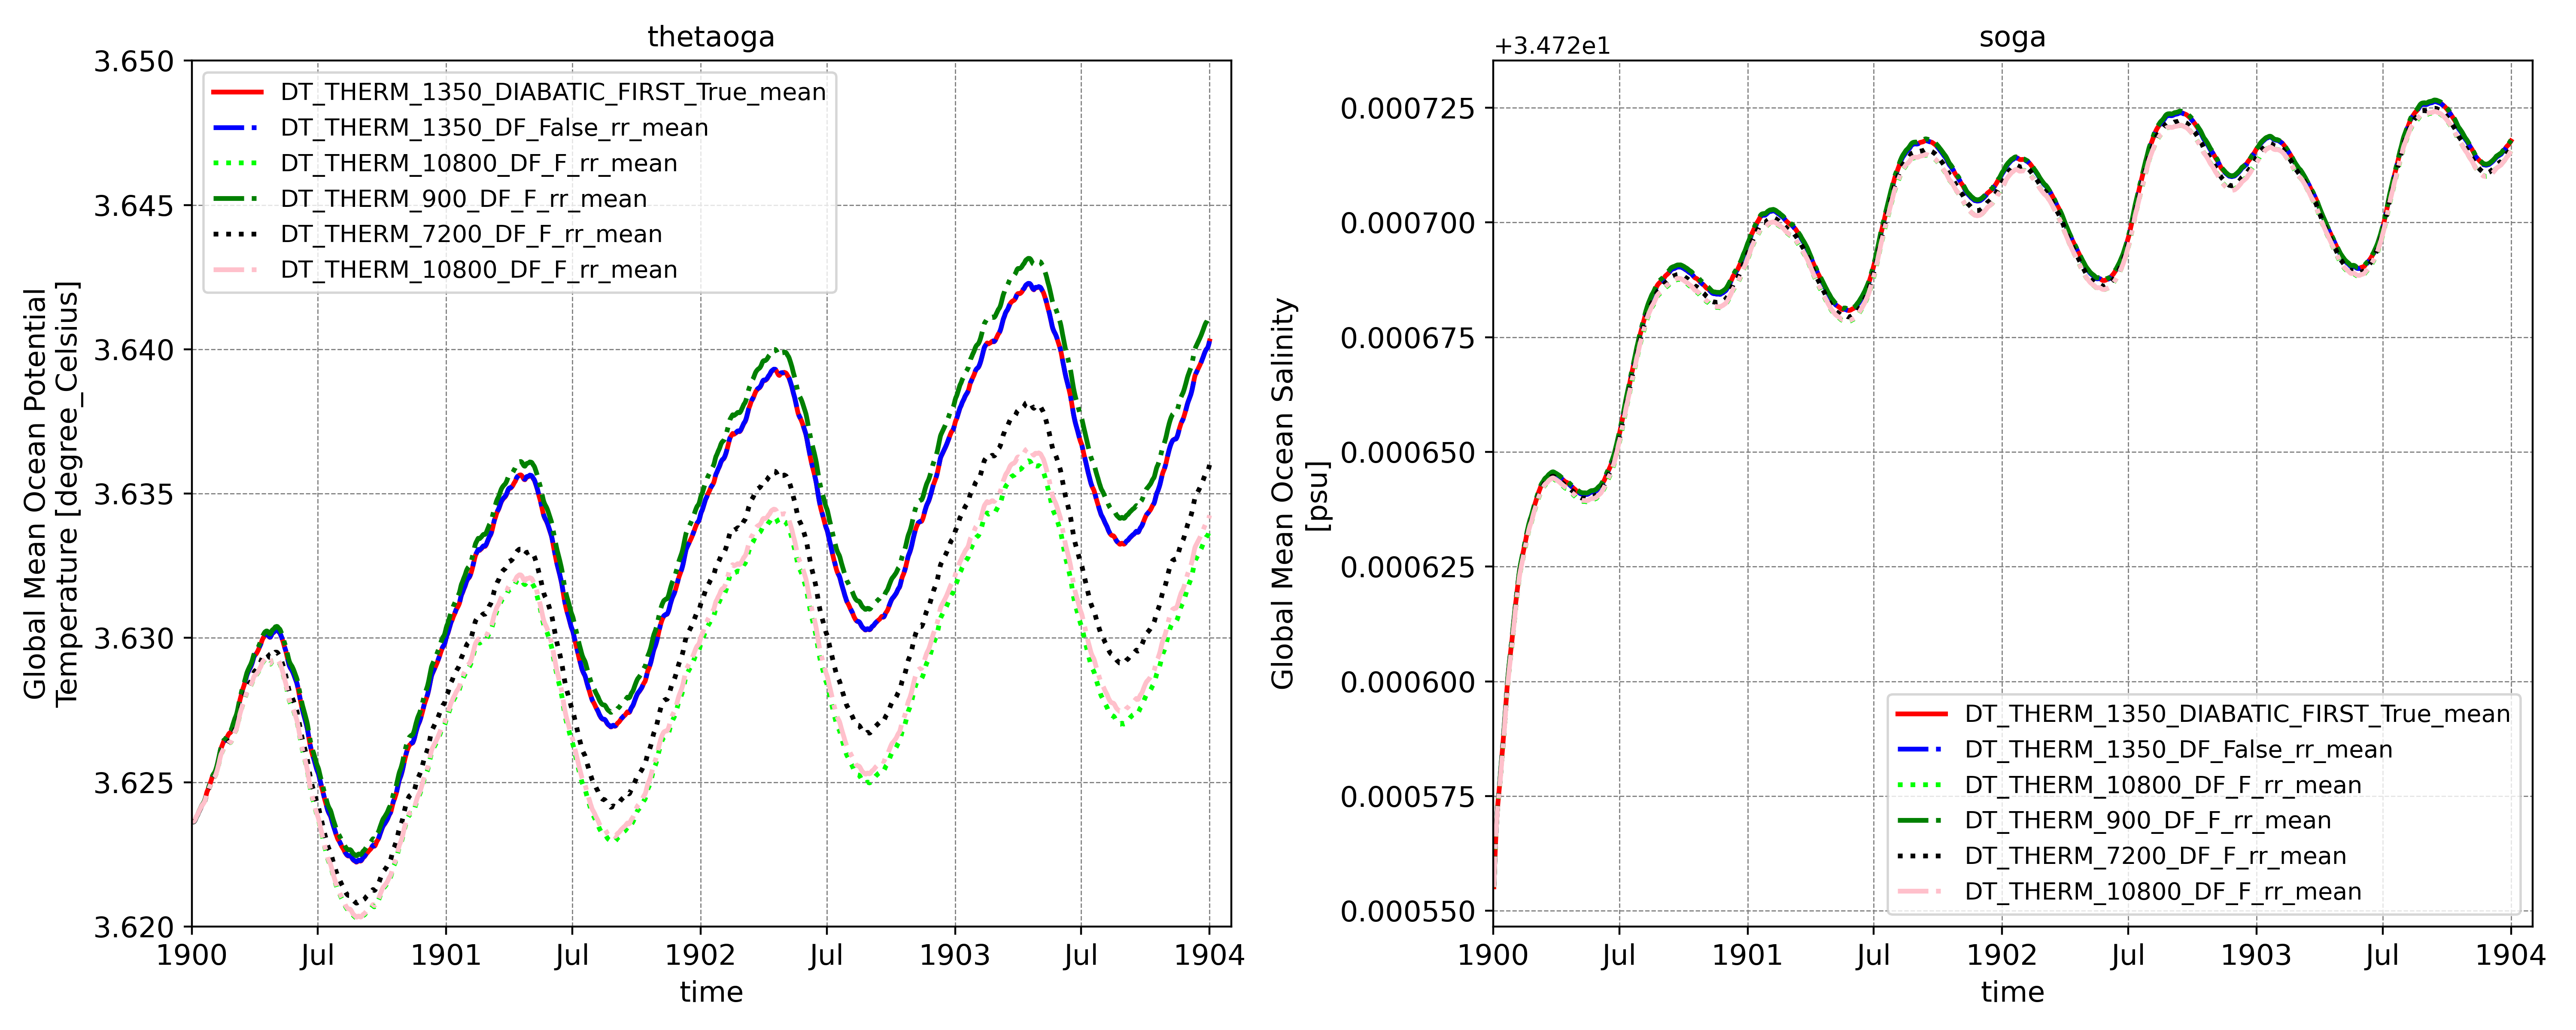 thetaoga
3.650
3.645
3.640
3.635
3.630
3.625
3.620
Global Mean Ocean Potential
Temperature [degree_Celsius]
DT_THERM_1350_DIABATIC_FIRST_True_mean
DT_THERM_1350_DF_False_rr_mean
DT_THERM_10800_DF_F_rr_mean
DT_THERM_900_DF_F_rr_mean
DT_THERM_7200_DF_F_rr_mean
DT_THERM_10800_DF_F_rr_mean
1900 Jul 1901 Jul 1902 Jul 1903 Jul 1904
time
soga
+3.472e1
0.000725
0.000700
0.000675
0.000650
0.000625
0.000600
0.000575
0.000550
Global Mean Ocean Salinity
[psu]
DT_THERM_1350_DIABATIC_FIRST_True_mean
DT_THERM_1350_DF_False_rr_mean
DT_THERM_10800_DF_F_rr_mean
DT_THERM_900_DF_F_rr_mean
DT_THERM_7200_DF_F_rr_mean
DT_THERM_10800_DF_F_rr_mean
1900 Jul 1901 Jul 1902 Jul 1903 Jul 1904
time